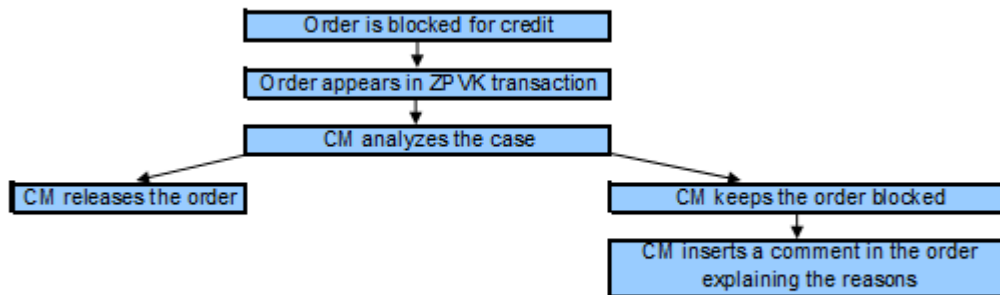 Order is blocked for credit
Order appears in ZPVK transaction
CM analyzes the case
CM releases the order
CM keeps the order blocked
CM inserts a comment in the order
explaining the reasons